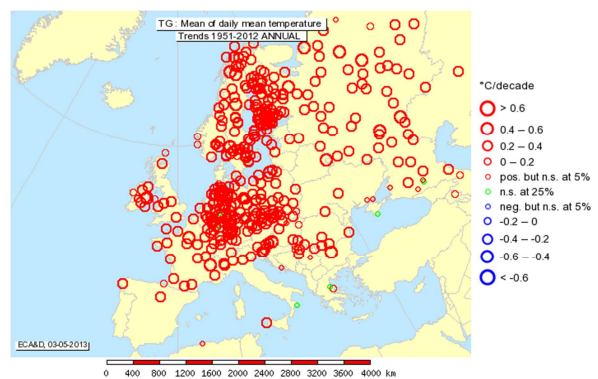 TG : Mean of daily mean temperature
Trends 1951-2012 ANNUAL
°C/decade
> 0.6
0.4 – 0.6
0.2 – 0.4
0 – 0.2
pos. but n.s. at 5%
n.s. at 25%
neg. but n.s. at 5%
-0.2 – 0
-0.4 – -0.2
-0.6 – -0.4
< -0.6
ECA&D, 03-05-2013
0 400 800 1200 1600 2000 2400 2800 3200 3600 4000 km